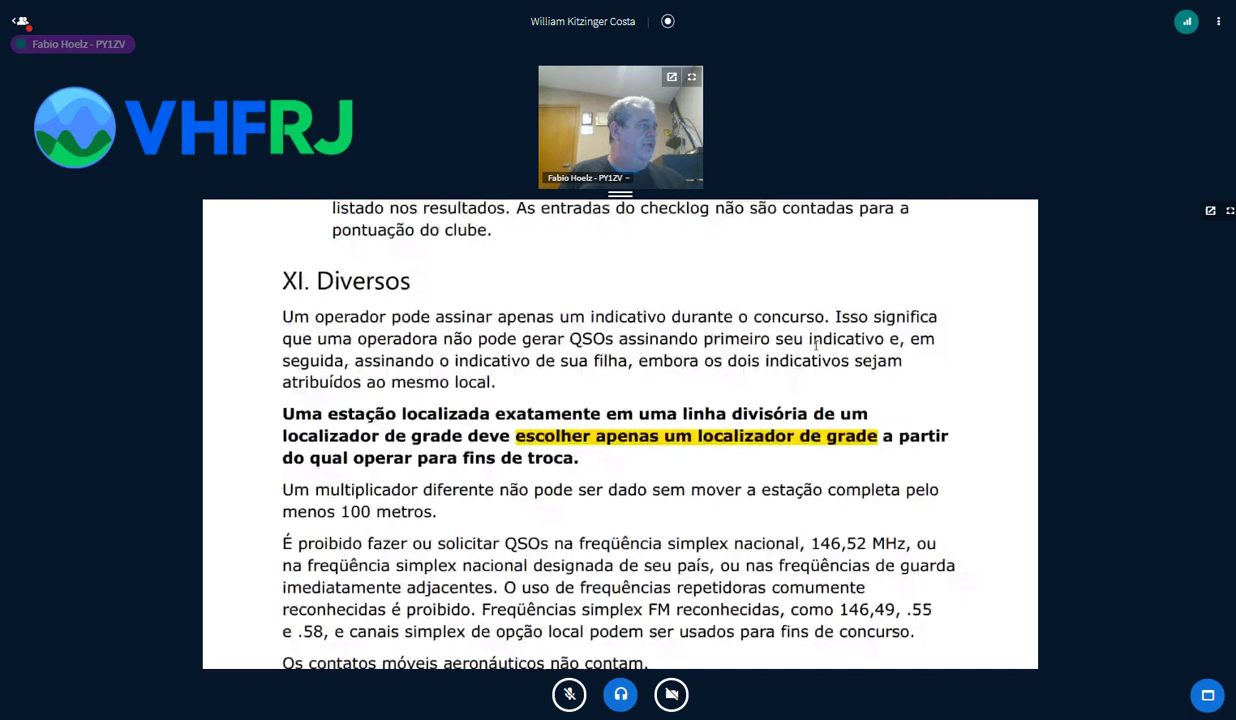 William Kitzinger Costa
Fabio Hoelz - PY1ZV
VHFRJ
Fabio Hoelz - PY1ZV
listado nos resultados. As entradas do checklog não são contadas para a
pontuação do clube.
XI. Diversos
Um operador pode assinar apenas um indicativo durante o concurso. Isso significa
que uma operadora não pode gerar QSOs assinando primeiro seu indicativo e, em
seguida, assinando o indicativo de sua filha, embora os dois indicativos sejam
atribuídos ao mesmo local.
Uma estação localizada exatamente em uma linha divisória de um
localizador de grade deve escolher apenas um localizador de grade a partir
do qual operar para fins de troca.
Um multiplicador diferente não pode ser dado sem mover a estação completa pelo
menos 100 metros.
É proibido fazer ou solicitar QSOs na freqüência simplex nacional, 146,52 MHz, ou
na freqüência simplex nacional designada de seu país, ou nas freqüências de guarda
imediatamente adjacentes. O uso de frequências repetidoras comumente
reconhecidas é proibido. Freqüências simplex FM reconhecidas, como 146,49, .55
e .58, e canais simplex de opção local podem ser usados para fins de concurso.
Os contatos móveis aeronáuticos não contam.